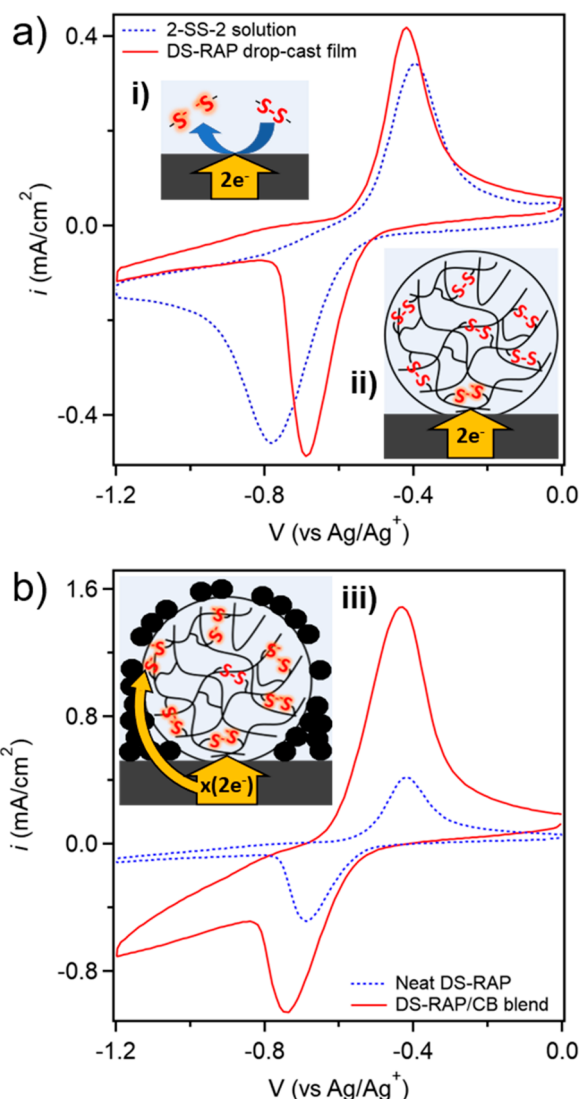 a)
2-SS-2 solution
DS-RAP drop-cast film
i)
S-
S-
S-S
2e-
ii)
S-S
S-S
S-S
S-S
S-S
S-S
S-S
2e-
0.4
0.0
-0.4
i (mA/cm2)
-1.2
-0.8
-0.4
0.0
V (vs Ag/Ag+)
b)
iii)
S-
S-
S-S
S-S
S-S
S-S
S-S
S-S
x(2e-)
1.6
0.8
0.0
-0.8
i (mA/cm2)
Neat DS-RAP
DS-RAP/CB blend
-1.2
-0.8
-0.4
0.0
V (vs Ag/Ag+)